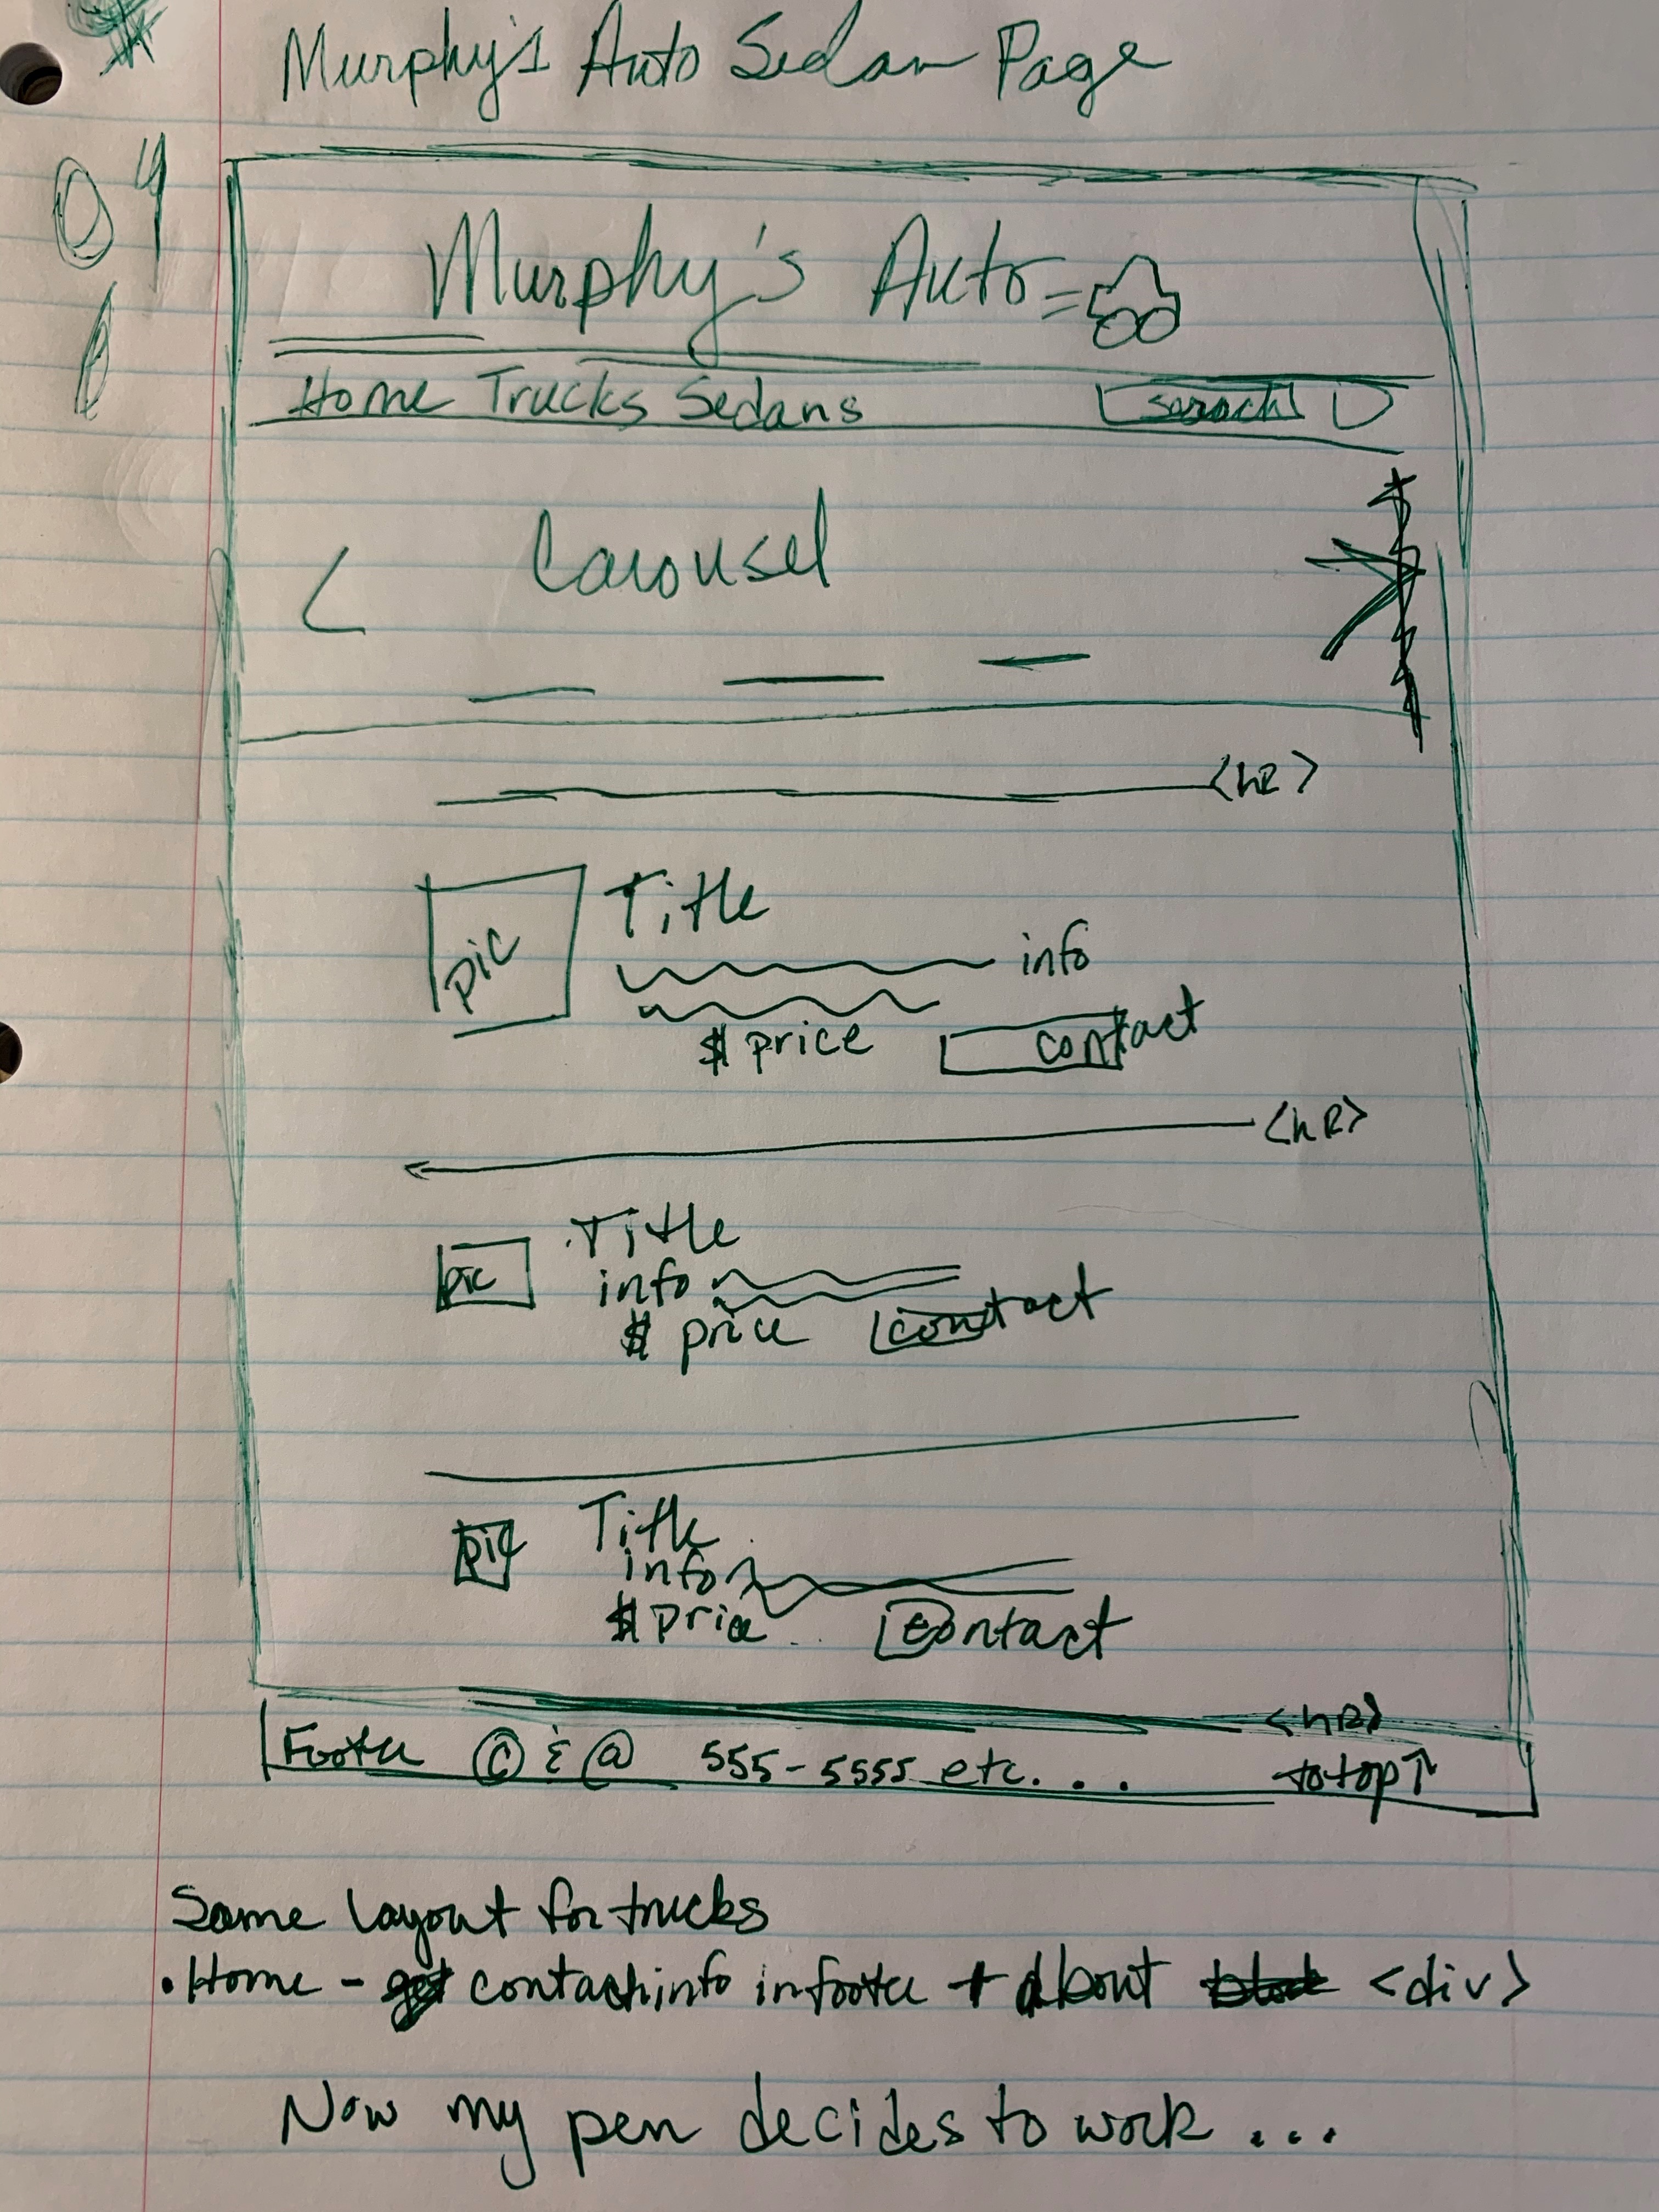 Murphy's Auto Sedan Page
Murphy's Auto
Home Trucks Sedans search
Carousel
<hR>
pic
Title
info
$ price contact
<hR>
pic
Title
info
$ price contact
pic
Title
info
$ price contact
<hR>
Footer © & @ 555-5555 etc... to top ↑
Same layout for trucks
• Home - contact info in footer + About <div>
Now my pen decides to work ...